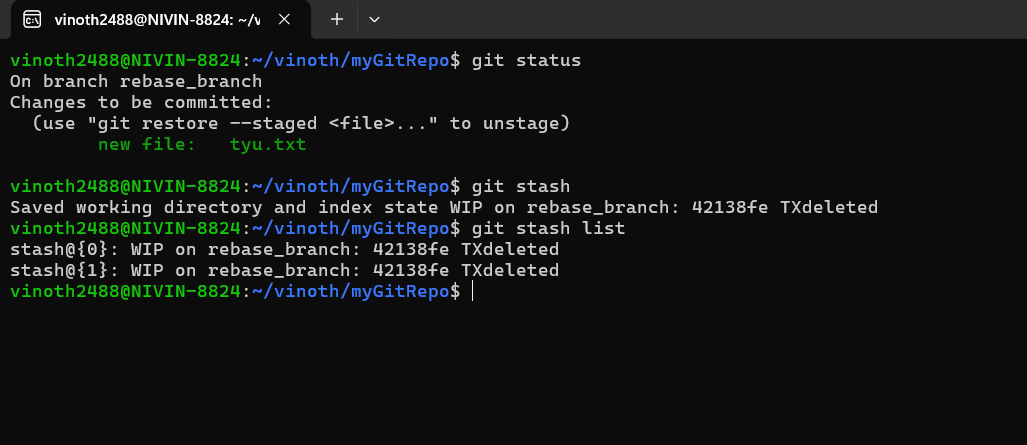 vinoth2488@NIVIN-8824: ~/v
vinoth2488@NIVIN-8824:~/vinoth/myGitRepo$ git status
On branch rebase_branch
Changes to be committed:
  (use "git restore --staged <file>..." to unstage)
        new file:   tyu.txt

vinoth2488@NIVIN-8824:~/vinoth/myGitRepo$ git stash
Saved working directory and index state WIP on rebase_branch: 42138fe TXdeleted
vinoth2488@NIVIN-8824:~/vinoth/myGitRepo$ git stash list
stash@{0}: WIP on rebase_branch: 42138fe TXdeleted
stash@{1}: WIP on rebase_branch: 42138fe TXdeleted
vinoth2488@NIVIN-8824:~/vinoth/myGitRepo$